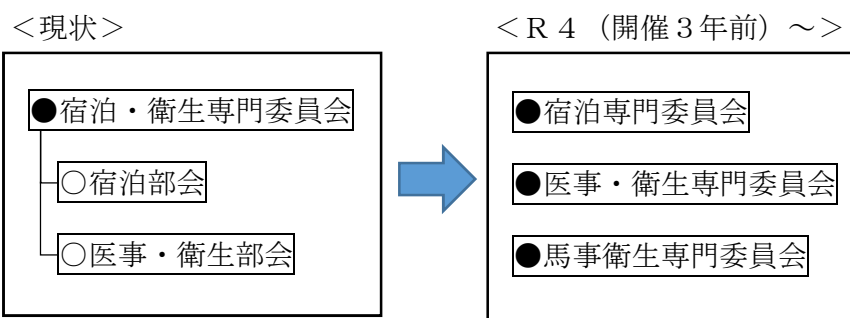 ＜現状＞
●宿泊・衛生専門委員会
○宿泊部会
○医事・衛生部会
＜Ｒ４（開催３年前）～＞
●宿泊専門委員会
●医事・衛生専門委員会
●馬事衛生専門委員会